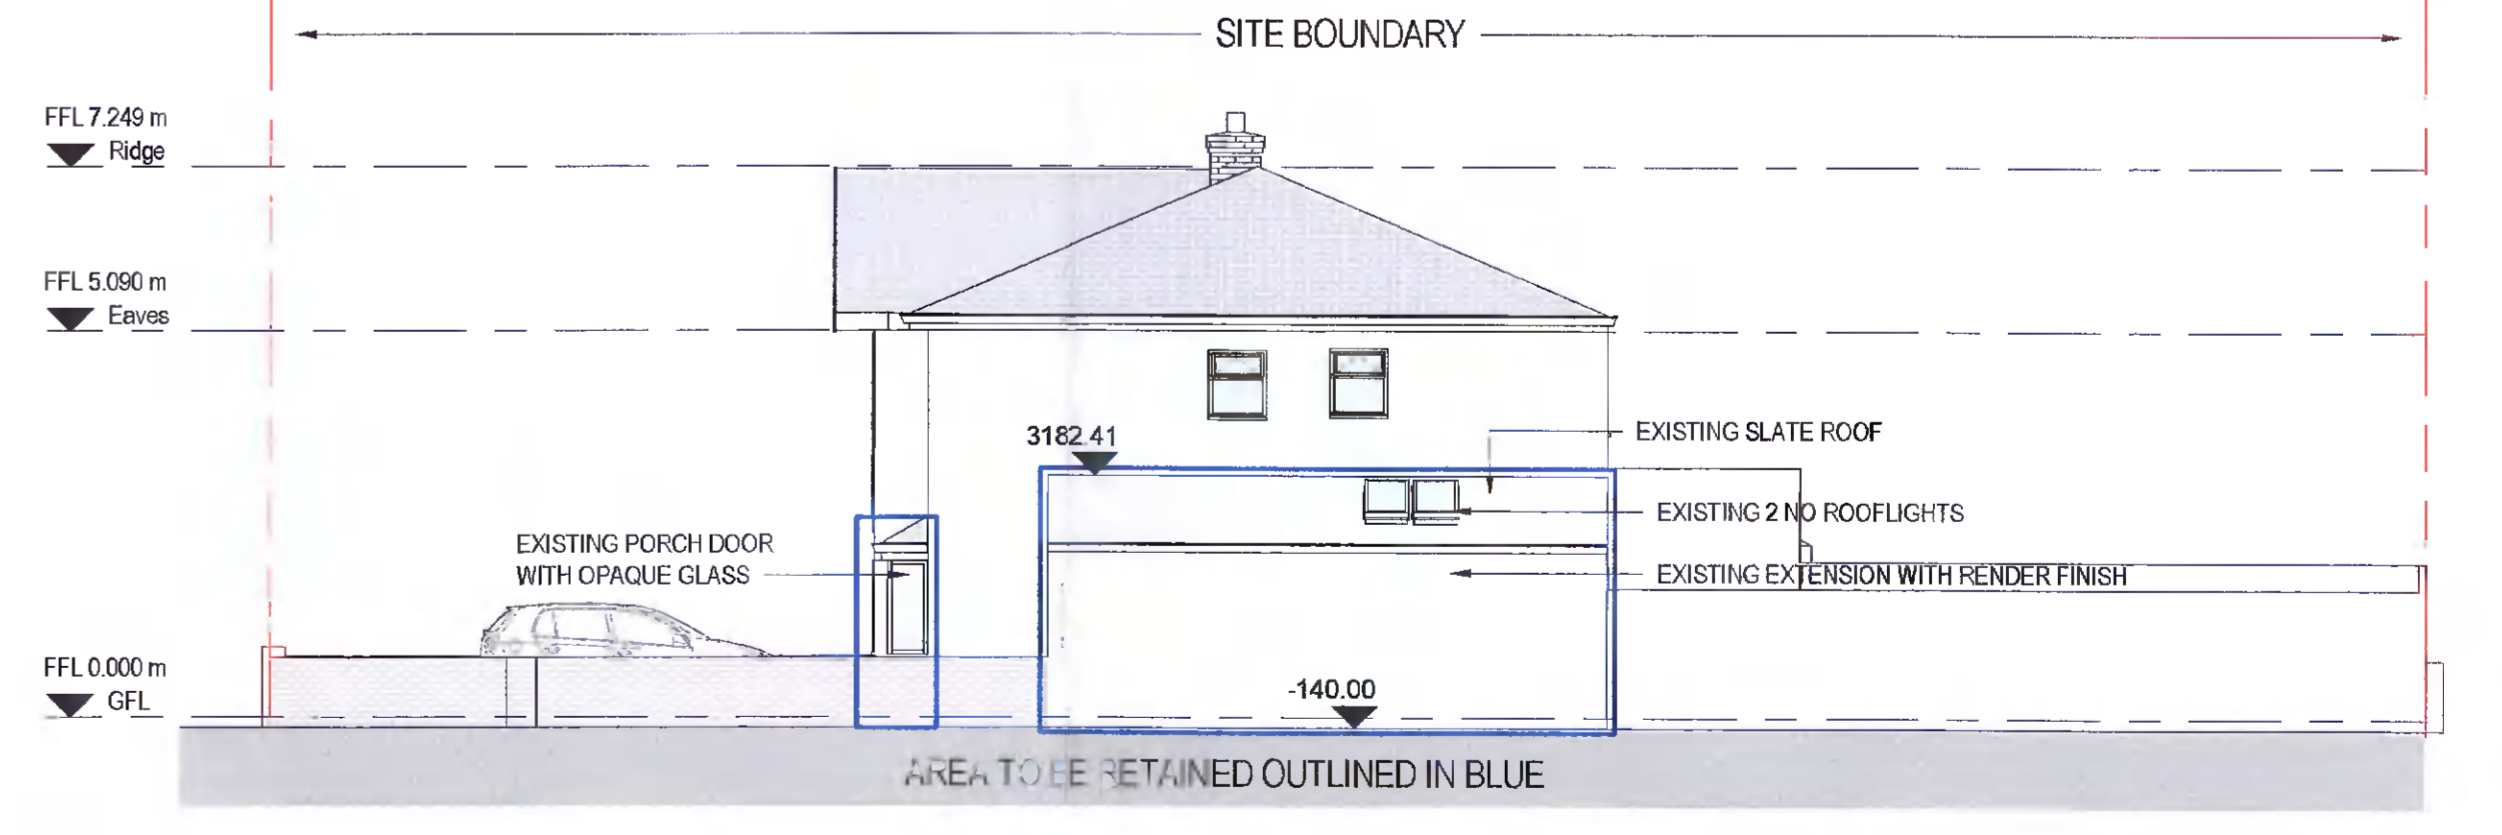 SITE BOUNDARY
FFL 7.249 m
Ridge
FFL 5.090 m
Eaves
3182.41
EXISTING SLATE ROOF
EXISTING 2 NO ROOFLIGHTS
EXISTING PORCH DOOR
WITH OPAQUE GLASS
EXISTING EXTENSION WITH RENDER FINISH
FFL 0.000 m
GFL
-140.00
AREA TO BE RETAINED OUTLINED IN BLUE